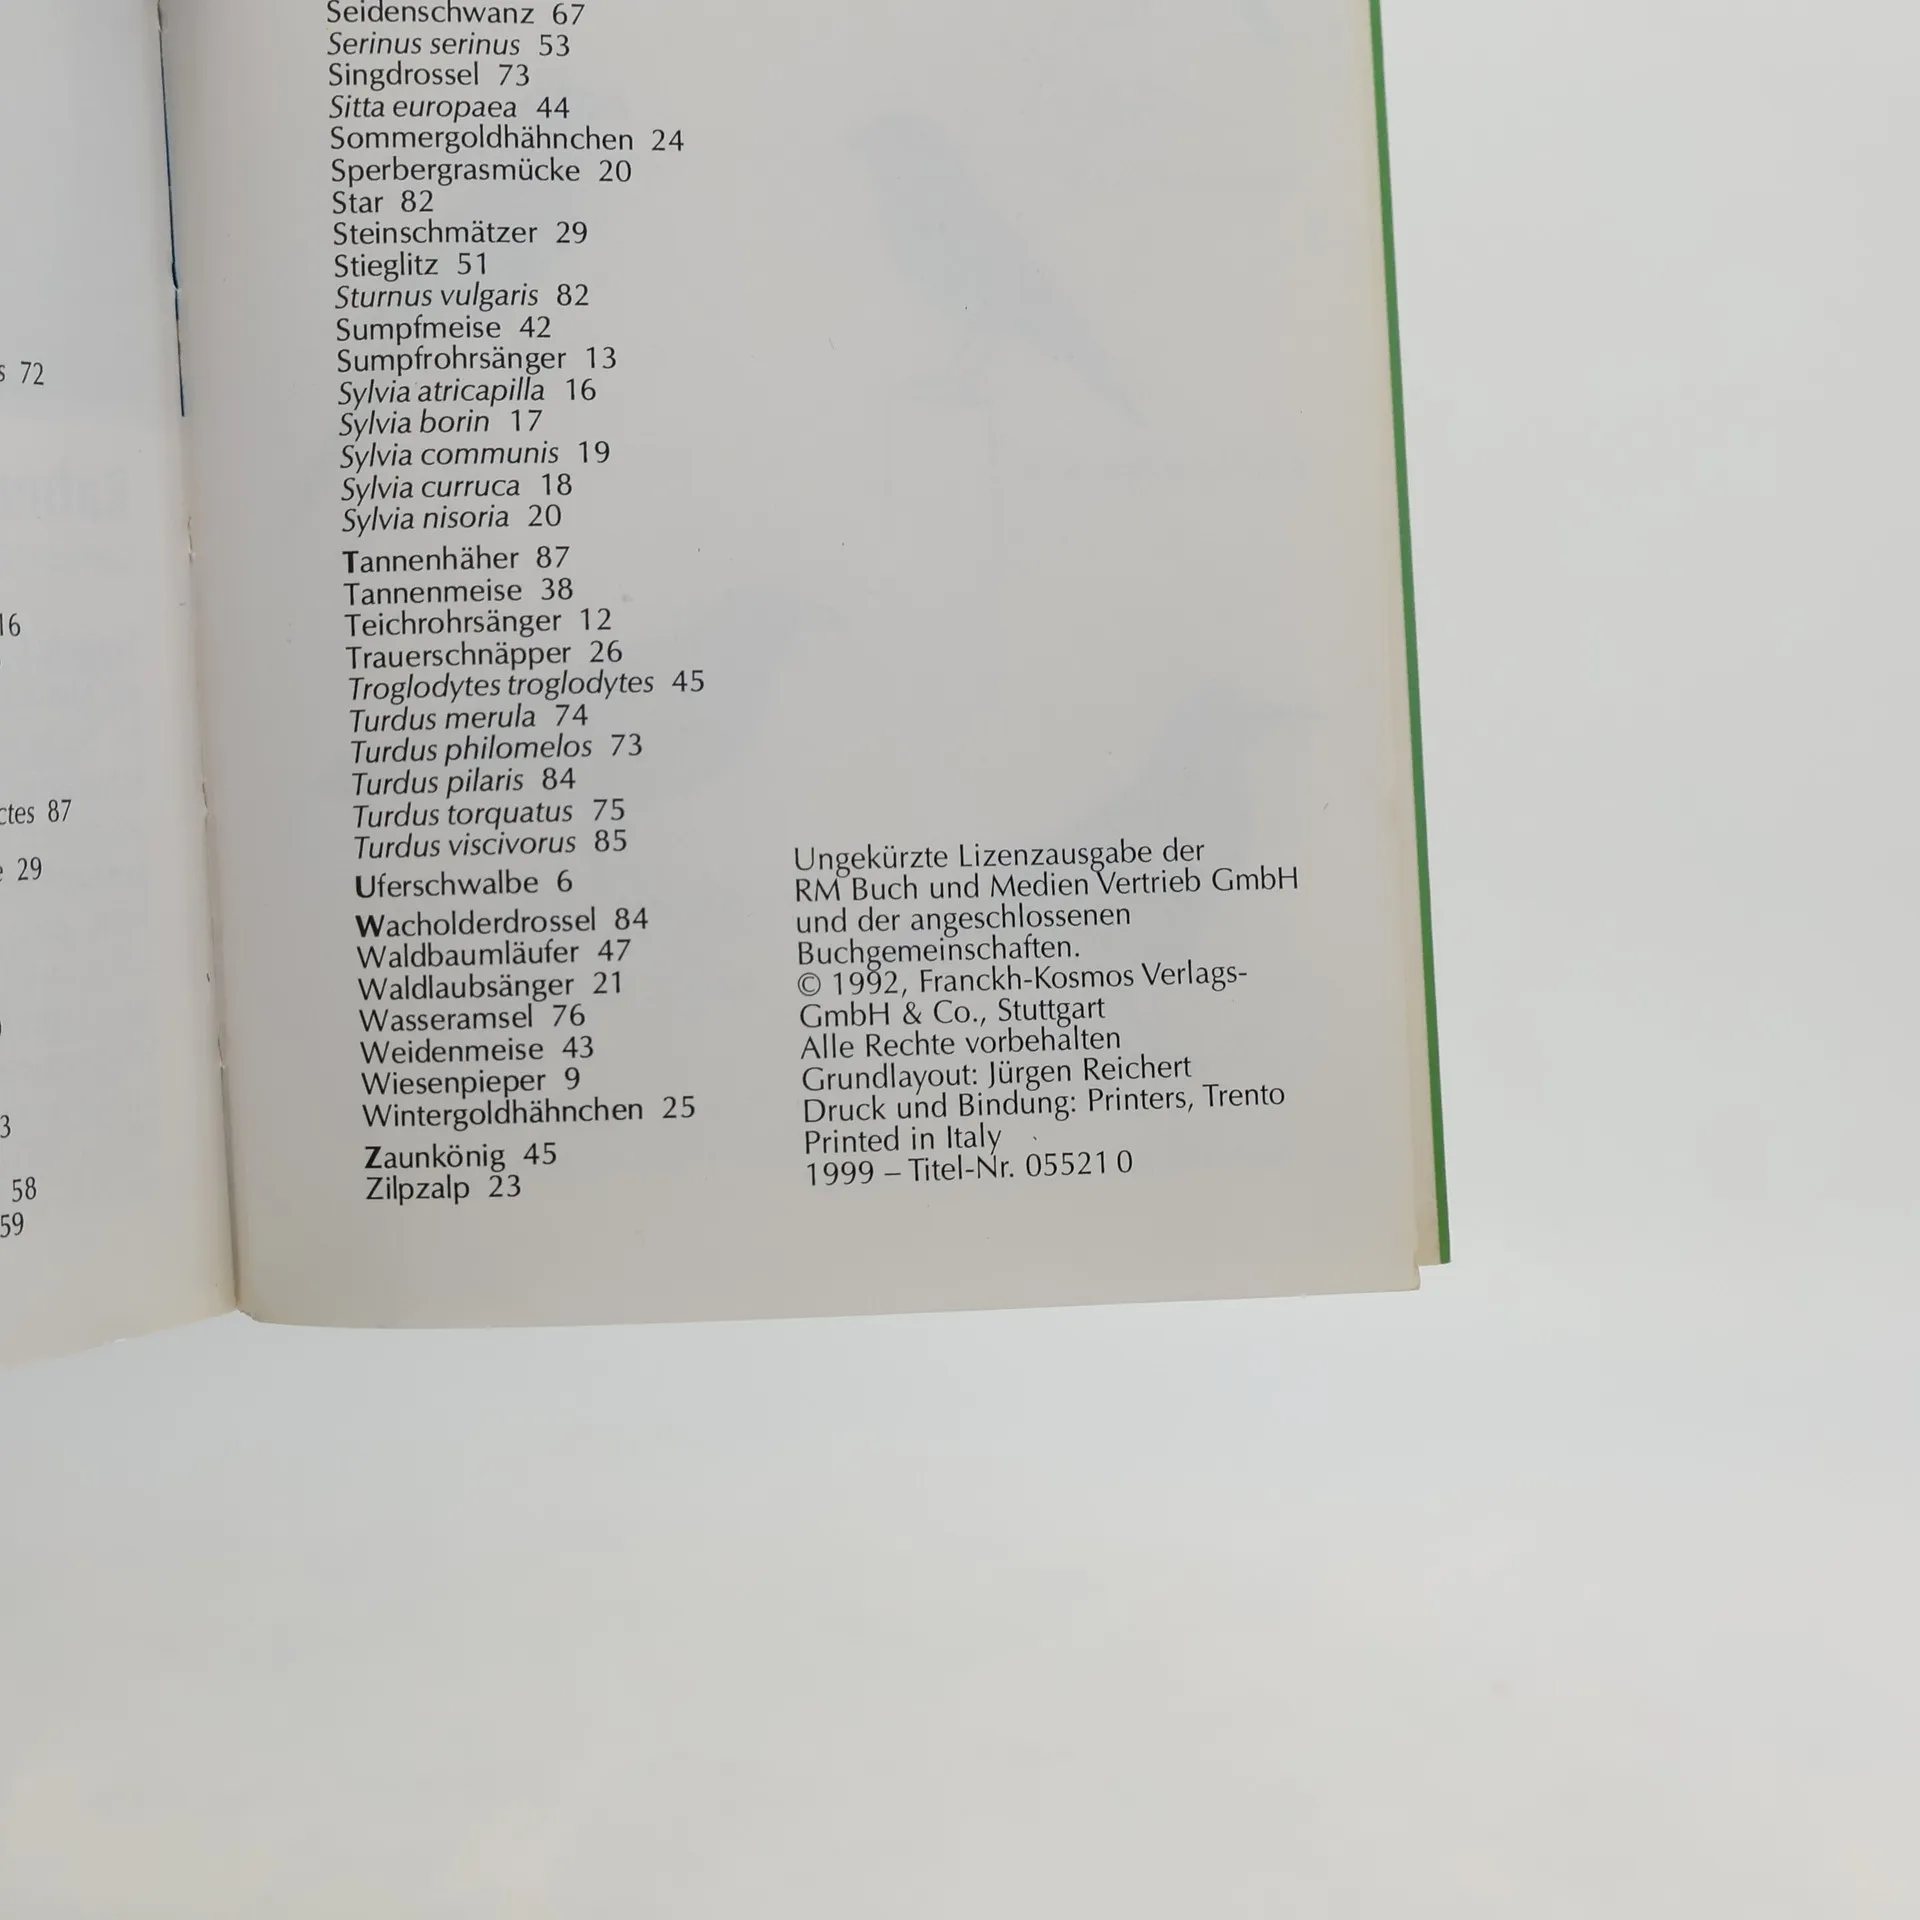 s 72
16
ctes 87
29
3
58
59
Seidenschwanz 67
Serinus serinus 53
Singdrossel 73
Sitta europaea 44
Sommergoldhähnchen 24
Sperbergrasmücke 20
Star 82
Steinschmätzer 29
Stieglitz 51
Sturnus vulgaris 82
Sumpfmeise 42
Sumpfrohrsänger 13
Sylvia atricapilla 16
Sylvia borin 17
Sylvia communis 19
Sylvia curruca 18
Sylvia nisoria 20
Tannenhäher 87
Tannenmeise 38
Teichrohrsänger 12
Trauerschnäpper 26
Troglodytes troglodytes 45
Turdus merula 74
Turdus philomelos 73
Turdus pilaris 84
Turdus torquatus 75
Turdus viscivorus 85
Uferschwalbe 6
Wacholderdrossel 84
Waldbaumläufer 47
Waldlaubsänger 21
Wasseramsel 76
Weidenmeise 43
Wiesenpieper 9
Wintergoldhähnchen 25
Zaunkönig 45
Zilpzalp 23
Ungekürzte Lizenzausgabe der
RM Buch und Medien Vertrieb GmbH
und der angeschlossenen
Buchgemeinschaften.
© 1992, Franckh-Kosmos Verlags-
GmbH & Co., Stuttgart
Alle Rechte vorbehalten
Grundlayout: Jürgen Reichert
Druck und Bindung: Printers, Trento
Printed in Italy
1999 – Titel-Nr. 05521 0